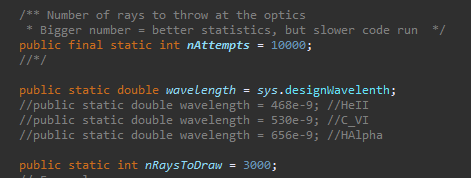 /** Number of rays to throw at the optics
* Bigger number = better statistics, but slower code run */
public final static int nAttempts = 10000;
//*/
public static double wavelength = sys.designWavelenth;
//public static double wavelength = 468e-9; //HeII
//public static double wavelength = 530e-9; //C_VI
//public static double wavelength = 656e-9; //HAlpha
public static int nRaysToDraw = 3000;